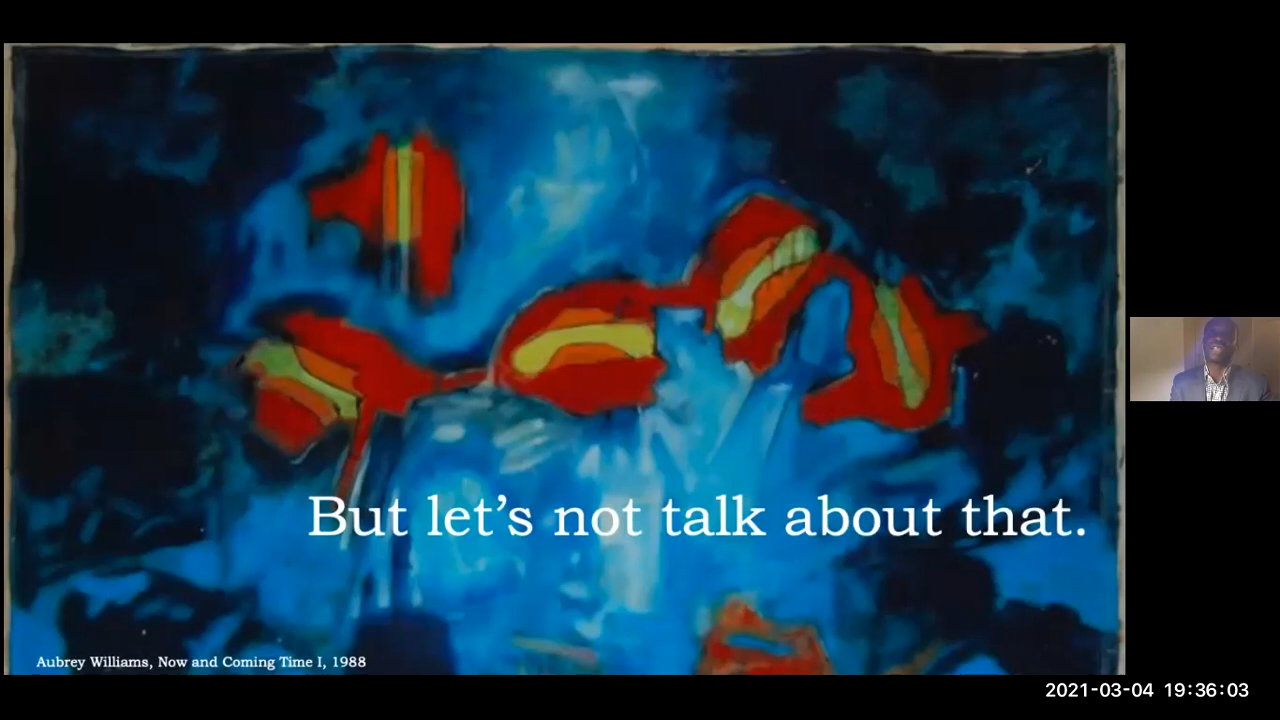 But let’s not talk about that.
Aubrey Williams, Now and Coming Time I, 1988
2021-03-04 19:36:03